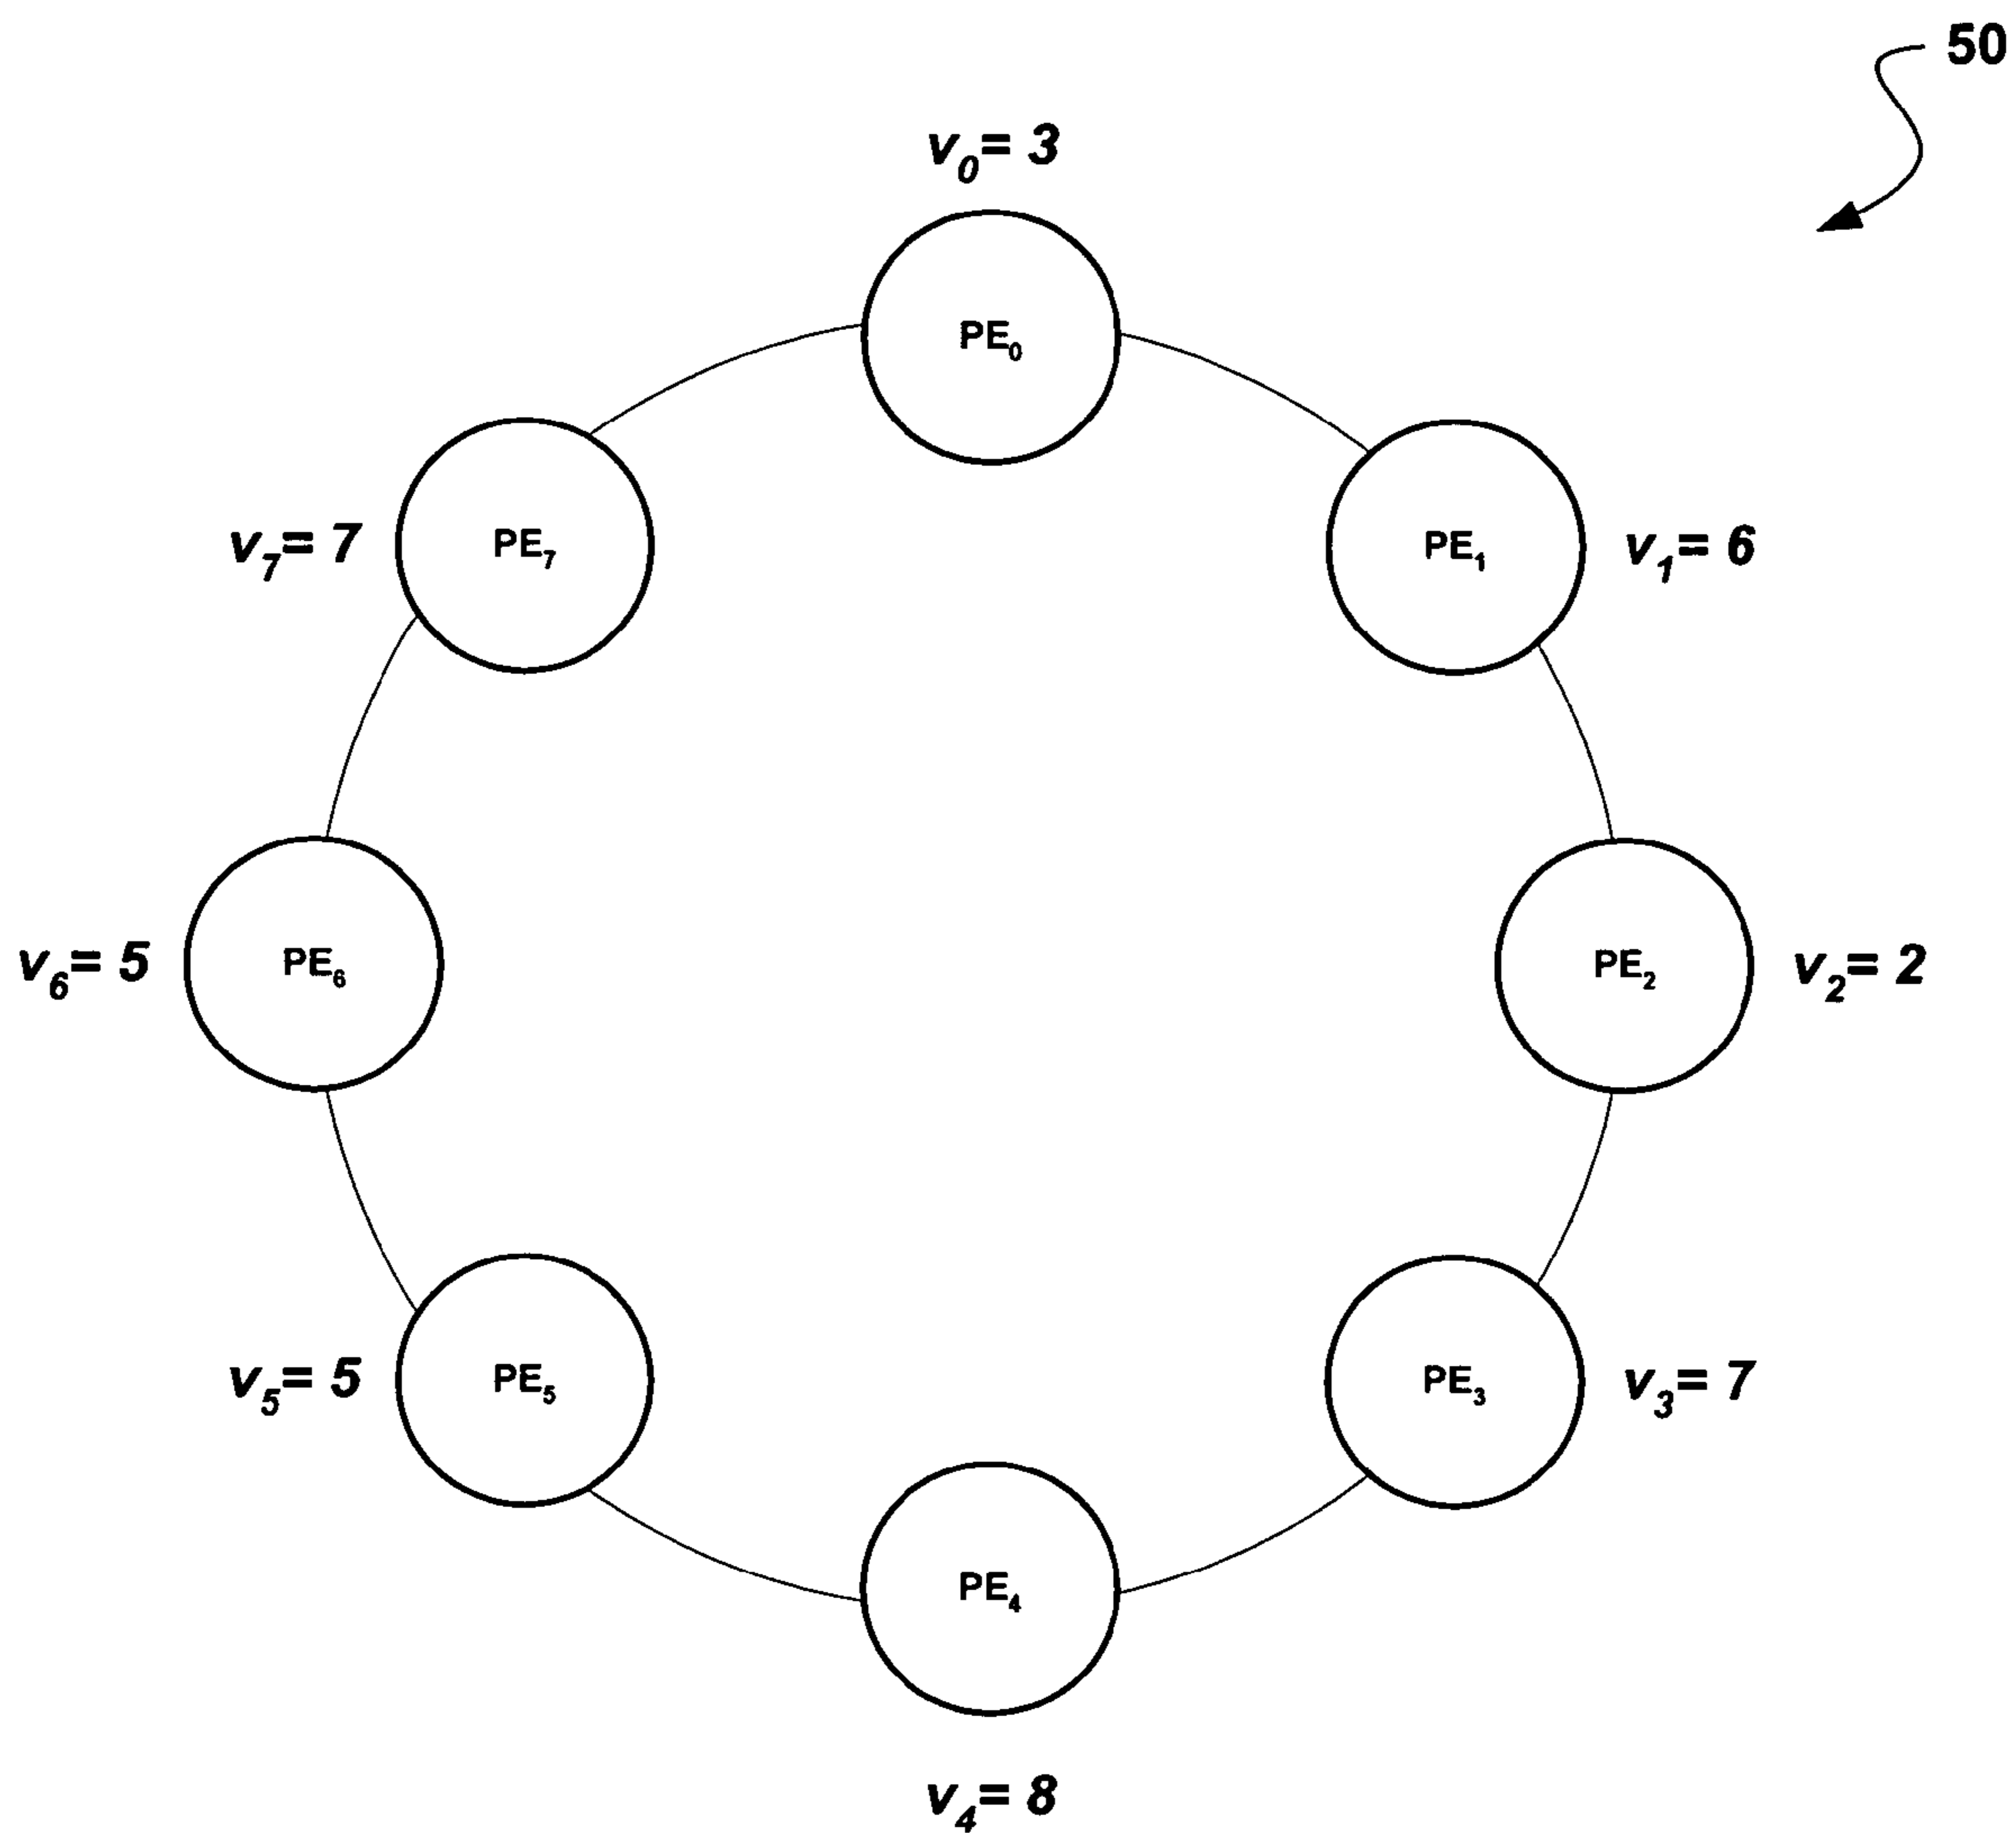 50
v₀= 3
PE₀
v₇= 7
PE₇
PE₁
v₁= 6
v₆= 5
PE₆
PE₂
v₂= 2
v₅= 5
PE₅
PE₃
v₃= 7
PE₄
v₄= 8